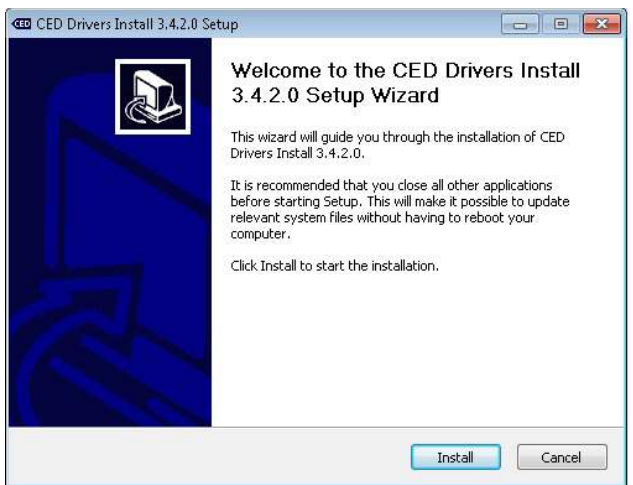 CED CED Drivers Install 3.4.2.0 Setup
Welcome to the CED Drivers Install
3.4.2.0 Setup Wizard
This wizard will guide you through the installation of CED
Drivers Install 3.4.2.0.
It is recommended that you close all other applications
before starting Setup. This will make it possible to update
relevant system files without having to reboot your
computer.
Click Install to start the installation.
Install Cancel